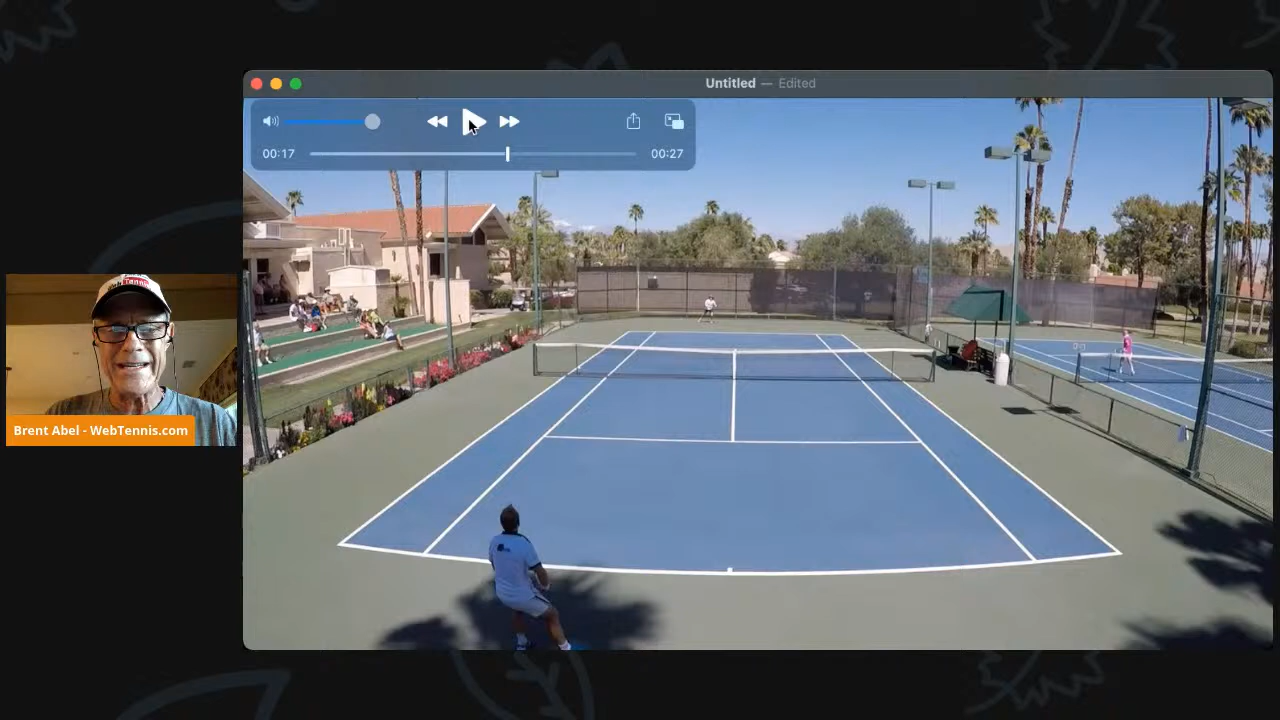 Untitled — Edited
00:17
00:27
Brent Abel - WebTennis.com